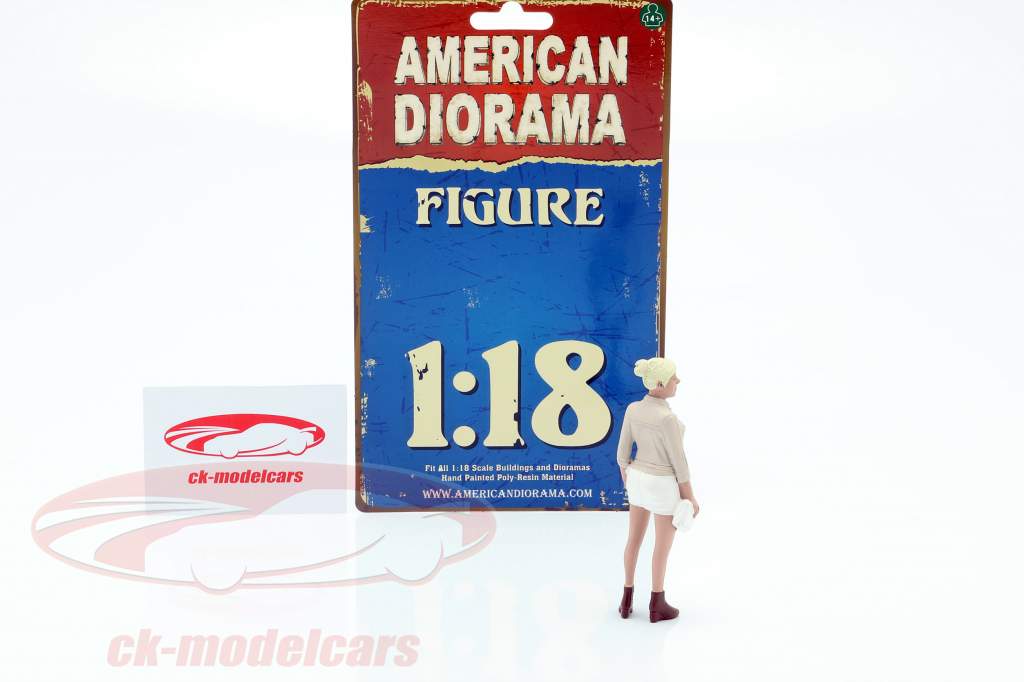 14+
AMERICAN
DIORAMA
FIGURE
1:18
Fit All 1:18 Scale Buildings and Dioramas
Hand Painted Poly-Resin Material
WWW.AMERICANDIORAMA.COM
ck-modelcars
ck-modelcars